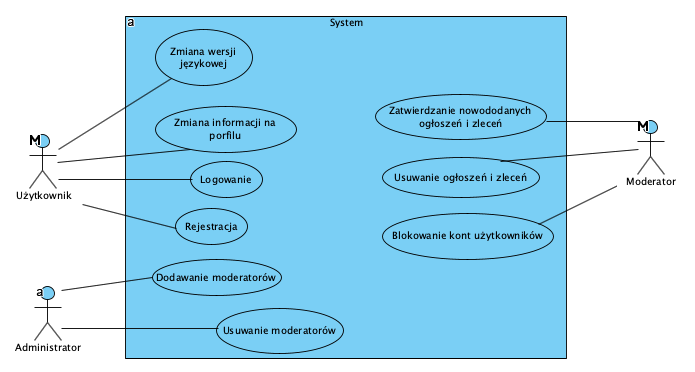 a
System
Zmiana wersji
językowej
Zmiana informacji na
porfilu
Logowanie
Rejestracja
Dodawanie moderatorów
Usuwanie moderatorów
Zatwierdzanie nowododanych
ogłoszeń i zleceń
Usuwanie ogłoszeń i zleceń
Blokowanie kont użytkowników
M
Użytkownik
a
Administrator
M
Moderator